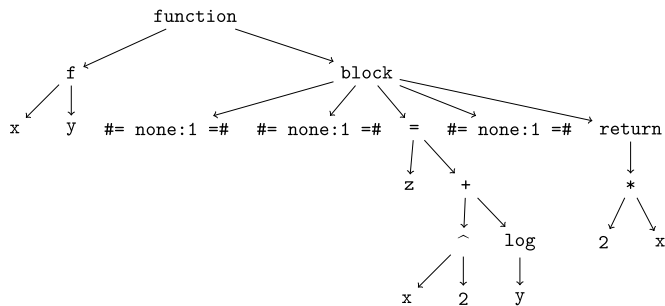 function
f block
x y #= none:1 =# #= none:1 =# = #= none:1 =# return
z + *
^ log 2 x
x 2 y